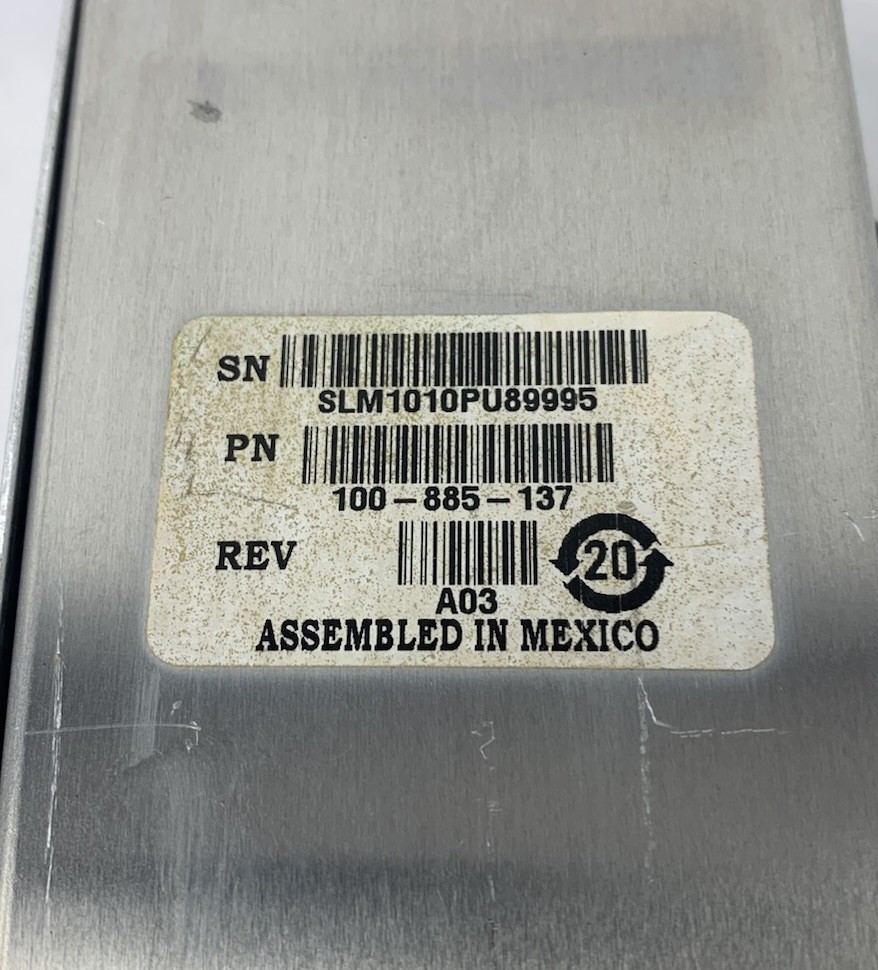 SN
SLM1010PU89995
PN
100-885-137
REV
A03
20
ASSEMBLED IN MEXICO